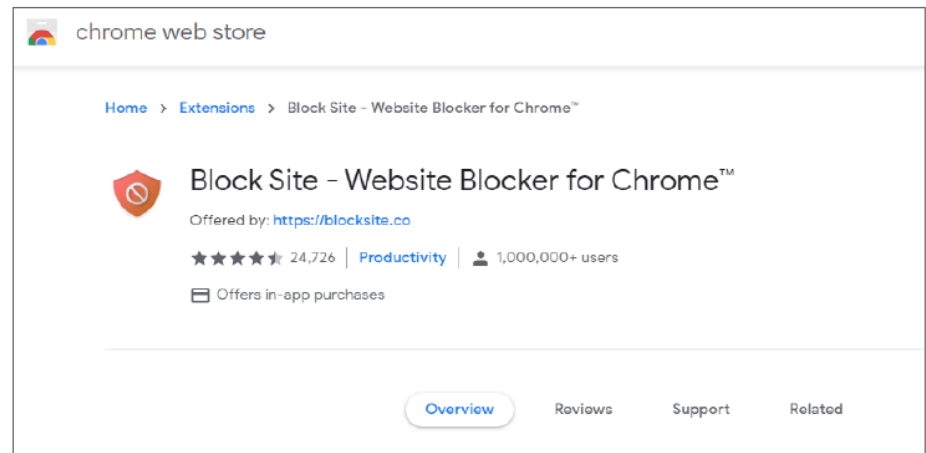 chrome web store
Home > Extensions > Block Site - Website Blocker for Chrome™
Block Site - Website Blocker for Chrome™
Offered by: https://blocksite.co
24,726 | Productivity | 1,000,000+ users
Offers in-app purchases
Overview Reviews Support Related